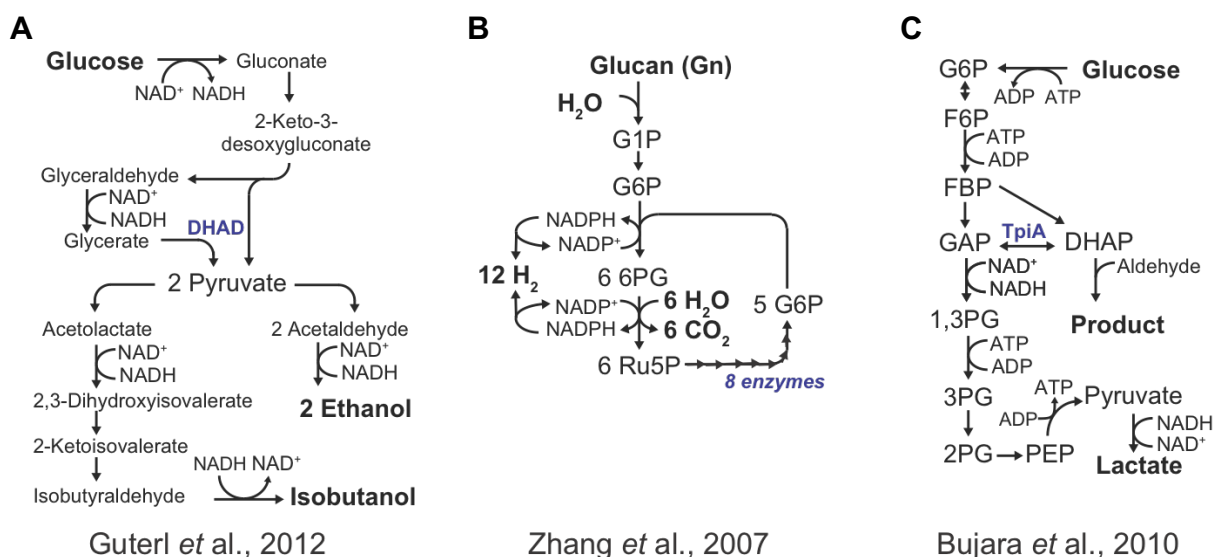 A
Glucose
Gluconate
NAD⁺ NADH
2-Keto-3-
desoxygluconate
Glyceraldehyde
NAD⁺
NADH
DHAD
Glycerate
2 Pyruvate
Acetolactate
2 Acetaldehyde
NAD⁺
NADH
NAD⁺
NADH
2,3-Dihydroxyisovalerate
2 Ethanol
2-Ketoisovalerate
NADH NAD⁺
Isobutyraldehyde
Isobutanol
Guterl et al., 2012
B
Glucan (Gn)
H₂O
G1P
G6P
NADPH
NADP⁺
12 H₂
6 6PG
NADP⁺
6 H₂O
5 G6P
NADPH
6 CO₂
6 Ru5P
8 enzymes
Zhang et al., 2007
C
G6P
Glucose
ADP ATP
F6P
ATP
ADP
FBP
GAP
TpiA
DHAP
NAD⁺
NADH
Aldehyde
1,3PG
Product
ATP
ADP
3PG
ATP
Pyruvate
ADP
NADH
NAD⁺
2PG
PEP
Lactate
Bujara et al., 2010